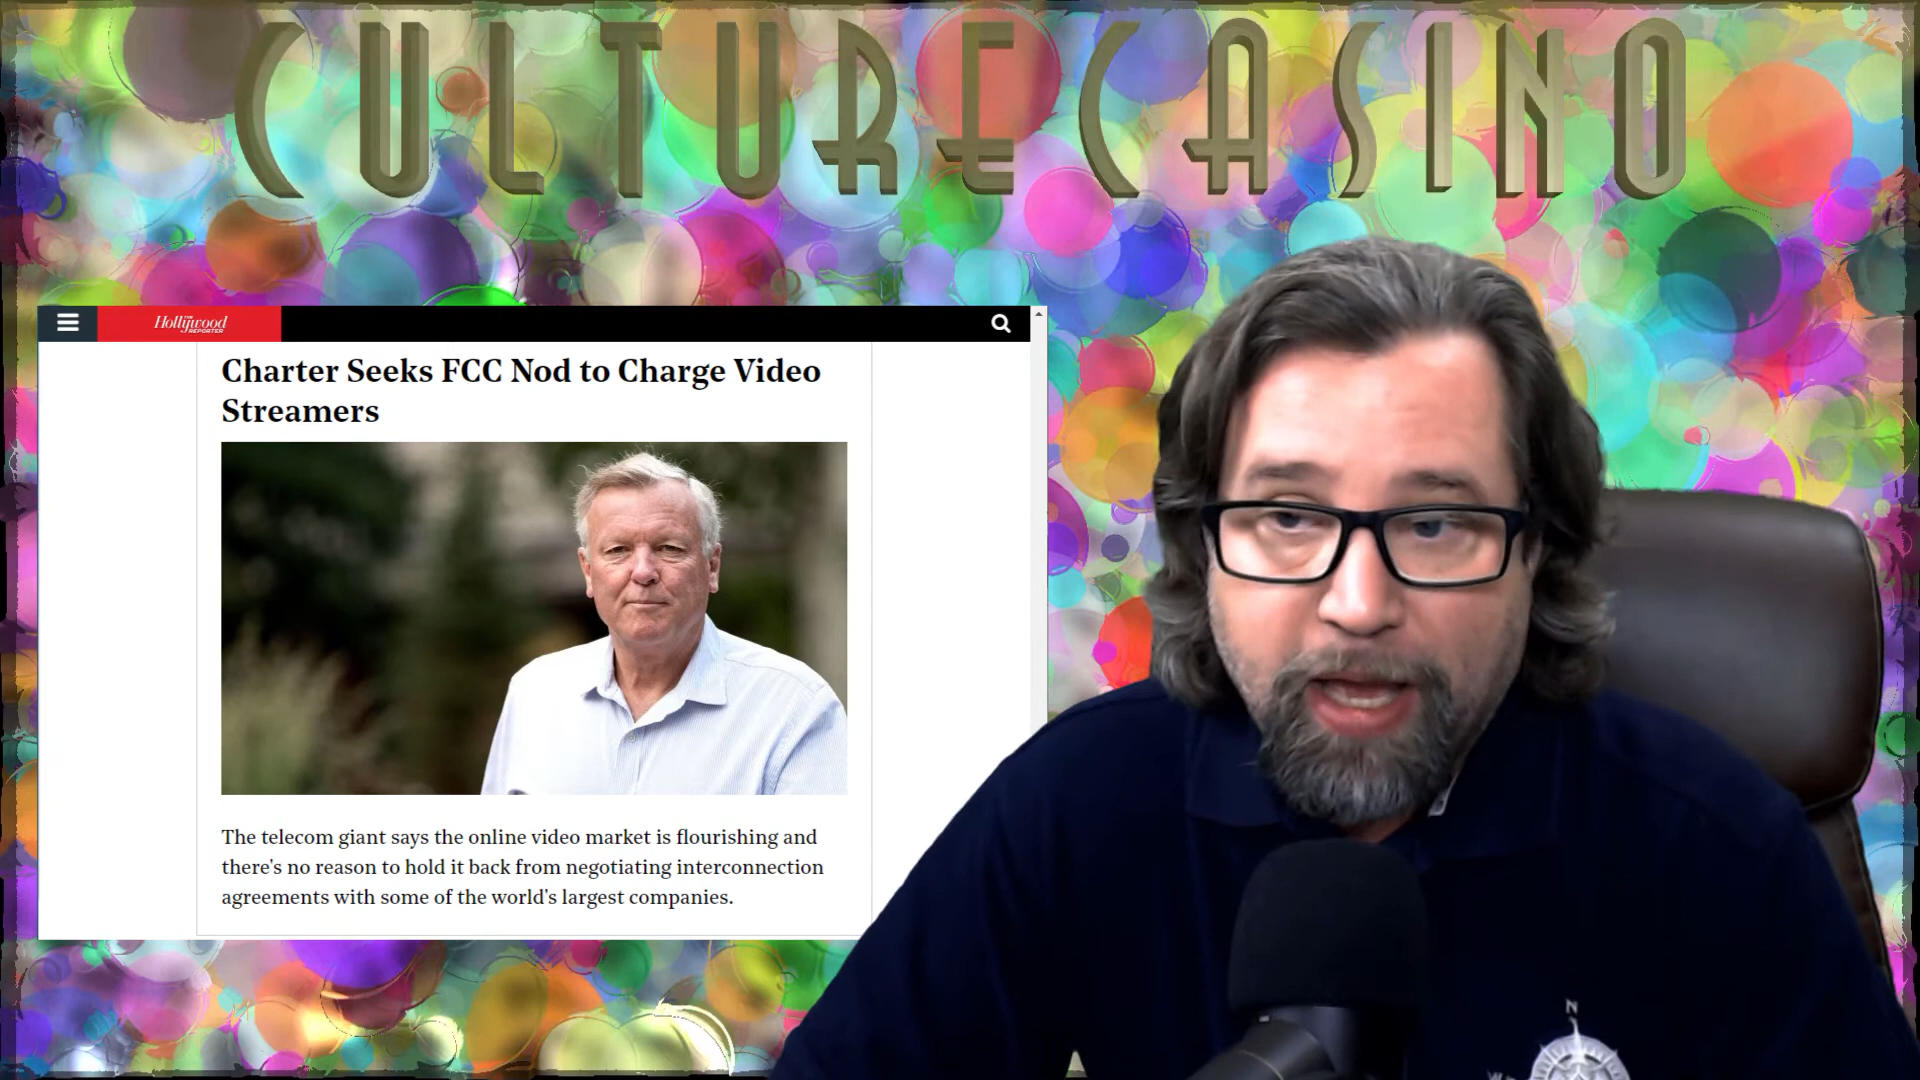 CULTURE CASINO
THE
Hollywood
REPORTER
Charter Seeks FCC Nod to Charge Video
Streamers
The telecom giant says the online video market is flourishing and
there's no reason to hold it back from negotiating interconnection
agreements with some of the world's largest companies.
N